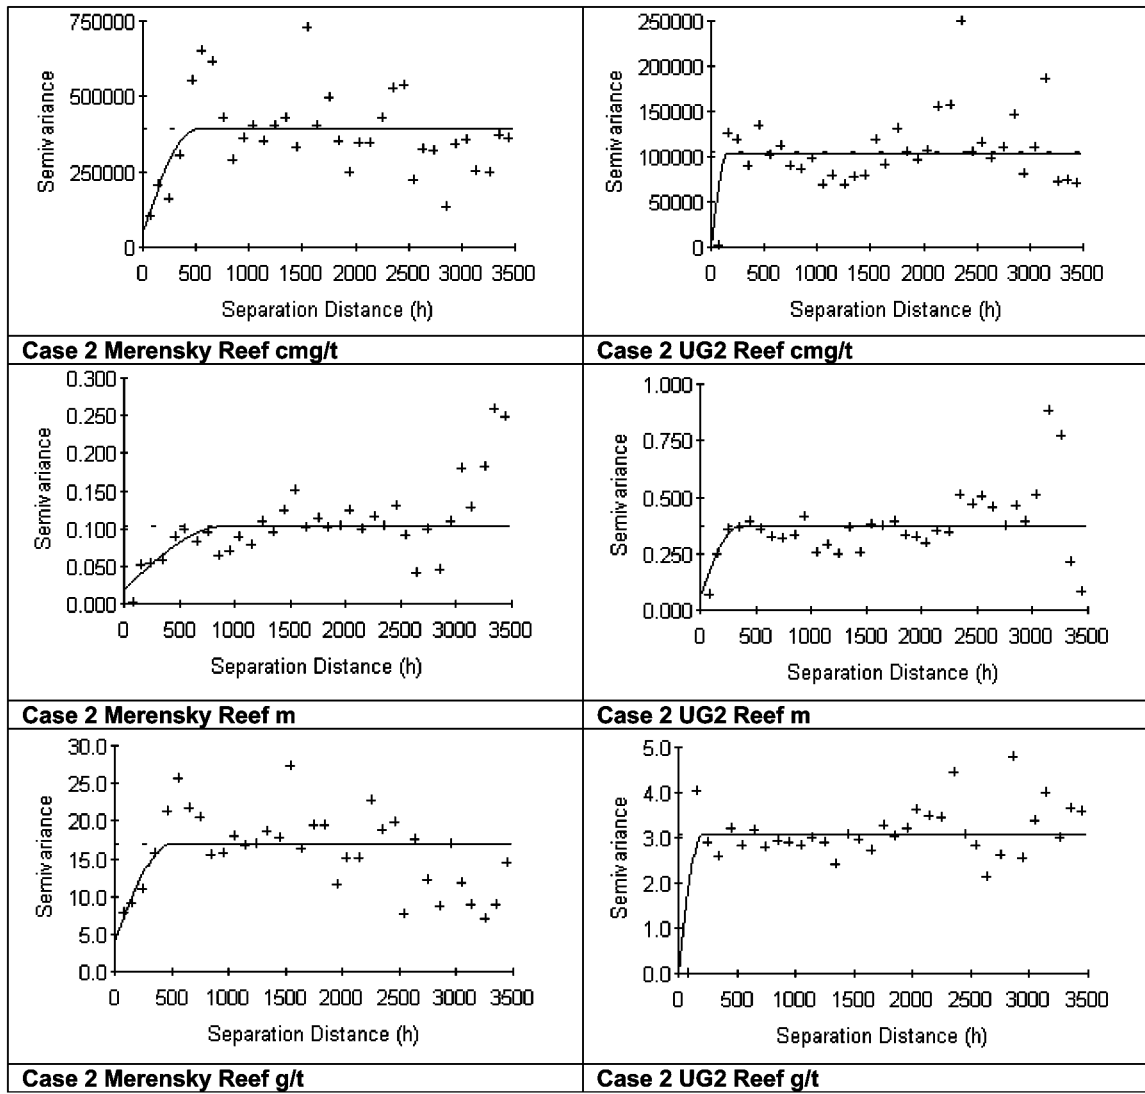 750000
500000
250000
0
Semivariance
0 500 1000 1500 2000 2500 3000 3500
Separation Distance (h)
Case 2 Merensky Reef cmg/t
250000
200000
150000
100000
50000
0
Semivariance
0 500 1000 1500 2000 2500 3000 3500
Separation Distance (h)
Case 2 UG2 Reef cmg/t
0.300
0.250
0.200
0.150
0.100
0.050
0.000
Semivariance
0 500 1000 1500 2000 2500 3000 3500
Separation Distance (h)
Case 2 Merensky Reef m
1.000
0.750
0.500
0.250
0.000
Semivariance
0 500 1000 1500 2000 2500 3000 3500
Separation Distance (h)
Case 2 UG2 Reef m
30.0
25.0
20.0
15.0
10.0
5.0
0.0
Semivariance
0 500 1000 1500 2000 2500 3000 3500
Separation Distance (h)
Case 2 Merensky Reef g/t
5.0
4.0
3.0
2.0
1.0
0.0
Semivariance
0 500 1000 1500 2000 2500 3000 3500
Separation Distance (h)
Case 2 UG2 Reef g/t